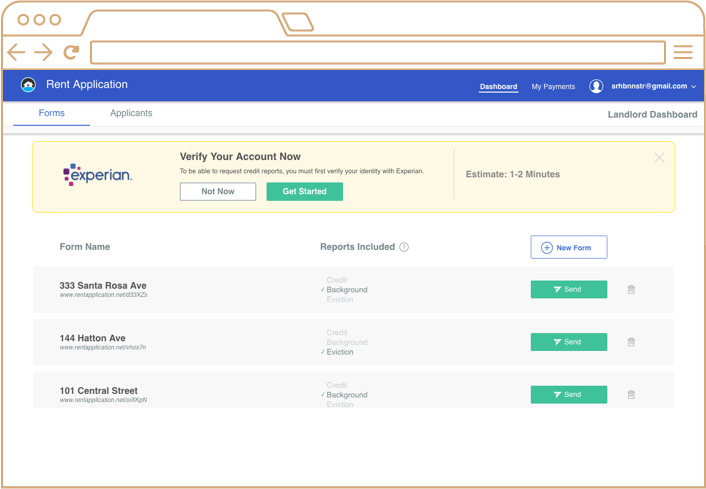 Rent Application
Dashboard
My Payments
srhbnnstr@gmail.com
Forms
Applicants
Landlord Dashboard
experian.
Verify Your Account Now
To be able to request credit reports, you must first verify your identity with Experian.
Not Now
Get Started
Estimate: 1-2 Minutes
Form Name
Reports Included ?
New Form
333 Santa Rosa Ave
www.rentapplication.net/d33XZs
Credit
✓ Background
Eviction
Send
144 Hatton Ave
www.rentapplication.net/vhos7n
Credit
Background
✓ Eviction
Send
101 Central Street
www.rentapplication.net/oiXKpN
Credit
✓ Background
Eviction
Send